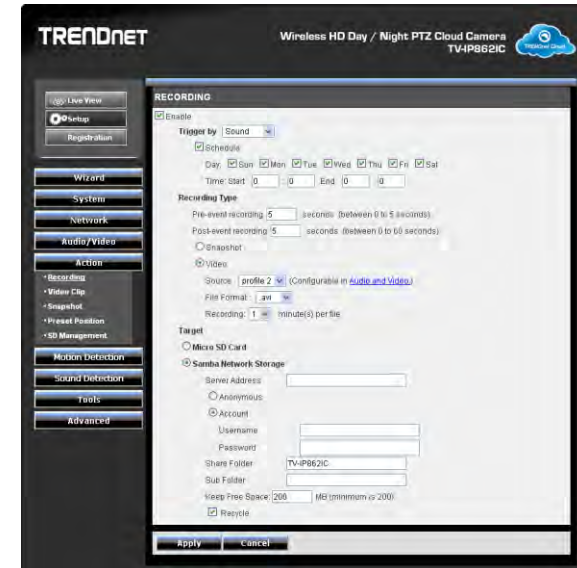 TRENDNET
Wireless HD Day / Night PTZ Cloud Camera
TV-IP862IC
TRENDnet Cloud
Live View
Setup
Registration
Wizard
System
Network
Audio/Video
Action
• Recording
• Video Clip
• Snapshot
• Preset Position
• SD Management
Motion Detection
Sound Detection
Tools
Advanced
RECORDING
Enable
Trigger by Sound
Schedule
Day: Sun Mon Tue Wed Thu Fri Sat
Time: Start 0 : 0 End 0 : 0
Recording Type
Pre-event recording 5 seconds (between 0 to 5 seconds)
Post-event recording 5 seconds (between 0 to 60 seconds)
Snapshot
Video
Source: profile 2 (Configurable in Audio and Video.)
File Format: avi
Recording: 1 minute(s) per file
Target
Micro SD Card
Samba Network Storage
Server Address
Anonymous
Account
Username
Password
Share Folder TV-IP862IC
Sub Folder
Keep Free Space: 200 MB (minimum is 200)
Recycle
Apply Cancel